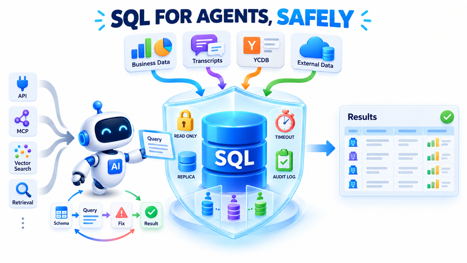 SQL FOR AGENTS, SAFELY
Business Data
Transcripts
Y
YCDB
External Data
API
MCP
Vector
Search
Retrieval
AI
Query
READ ONLY
REPLICA
SQL
TIMEOUT
AUDIT LOG
Results
Schema
Query
Fix
Result